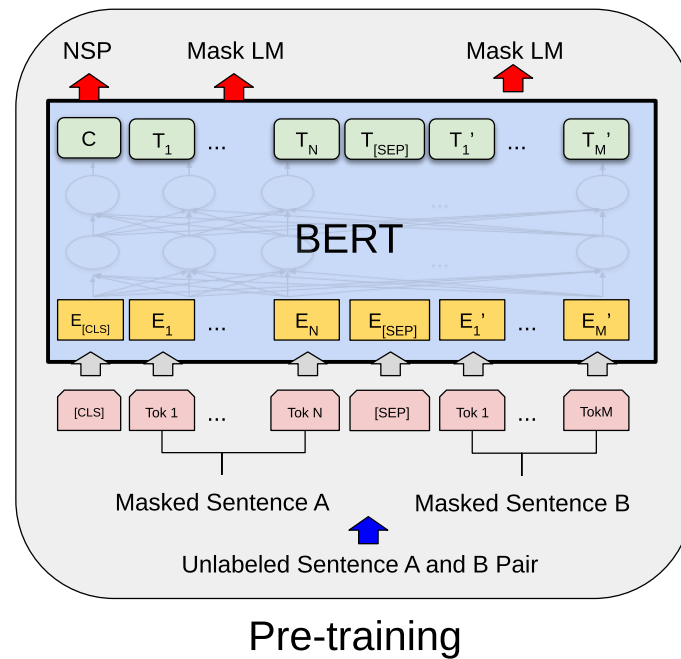 NSP Mask LM Mask LM
C T1 ... TN T[SEP] T1’ ... TM’
...
BERT
...
E[CLS] E1 ... EN E[SEP] E1’ ... EM’
[CLS] Tok 1 ... Tok N [SEP] Tok 1 ... TokM
Masked Sentence A Masked Sentence B
Unlabeled Sentence A and B Pair
Pre-training